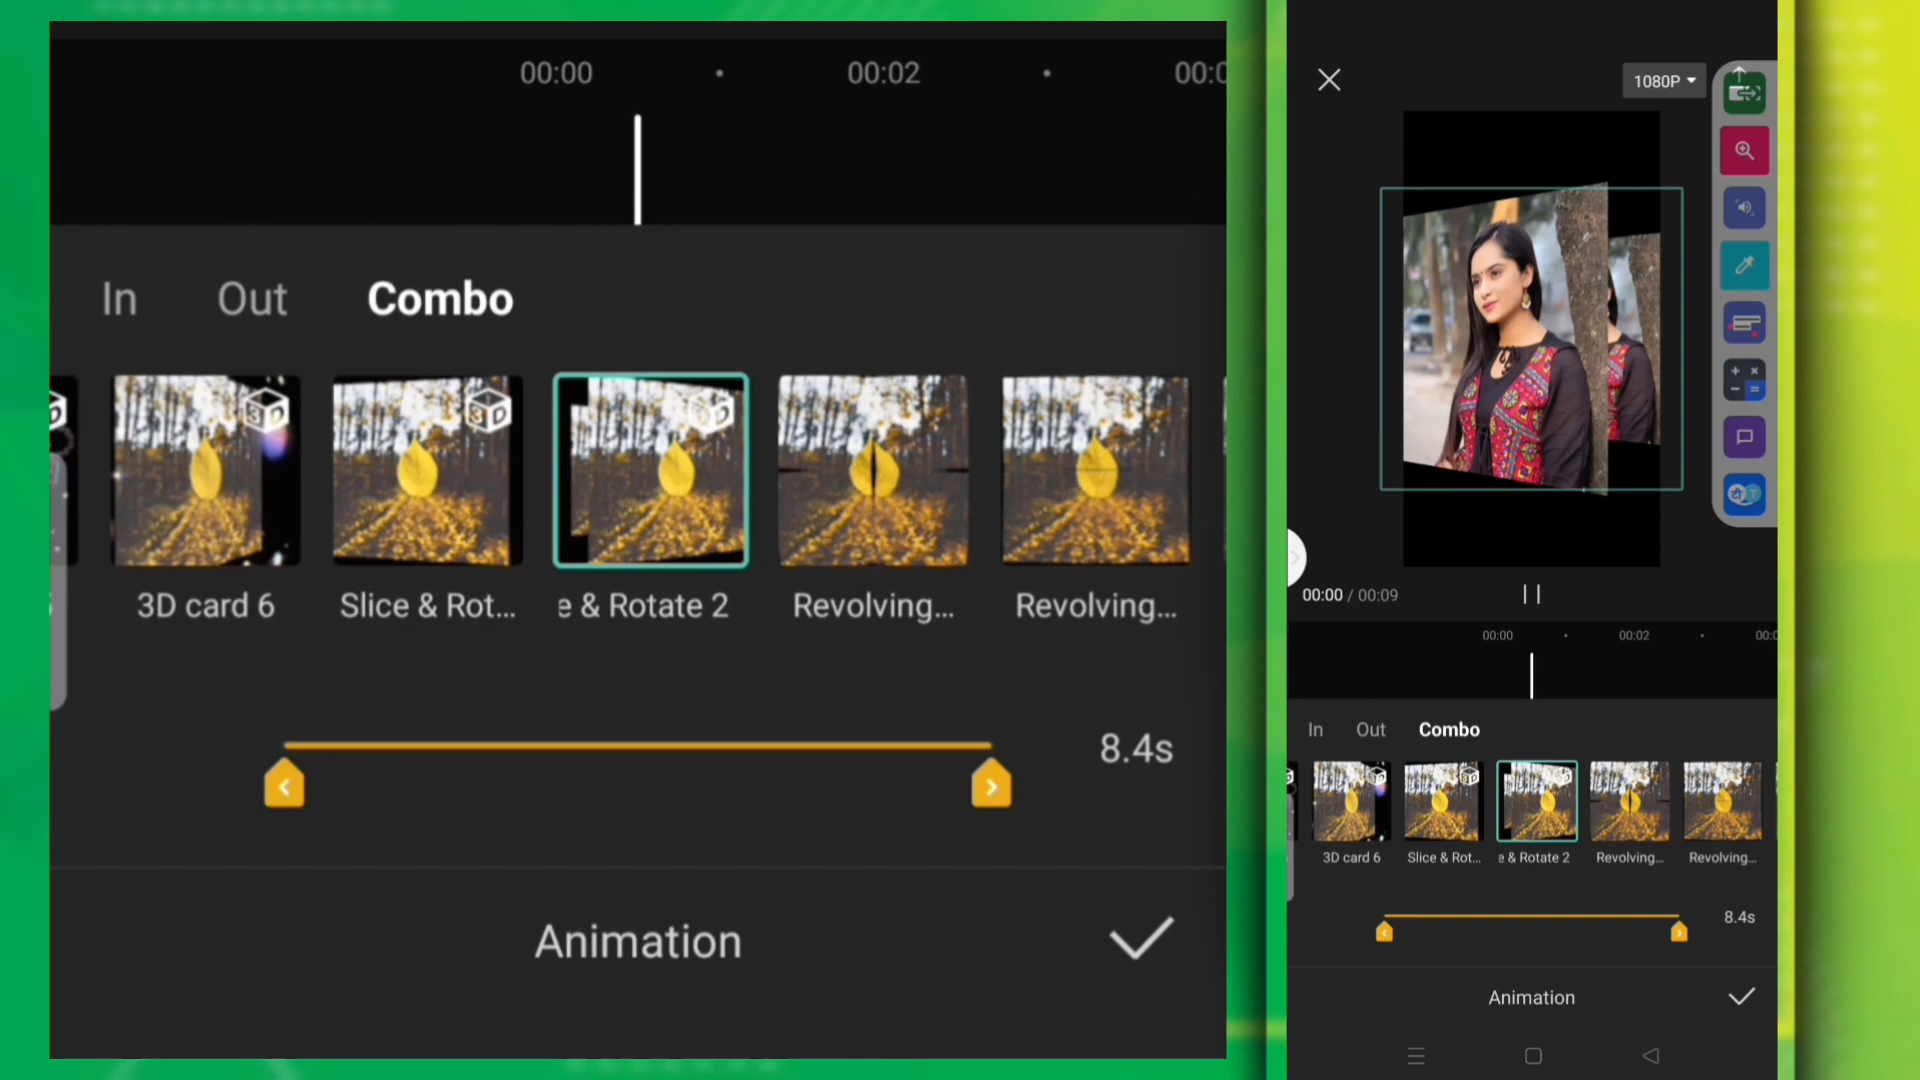 00:00 00:02
In Out Combo
3D card 6 Slice & Rot... e & Rotate 2 Revolving... Revolving...
8.4s
Animation
1080P
00:00 / 00:09
00:00 00:02
In Out Combo
3D card 6 Slice & Rot... e & Rotate 2 Revolving... Revolving...
8.4s
Animation